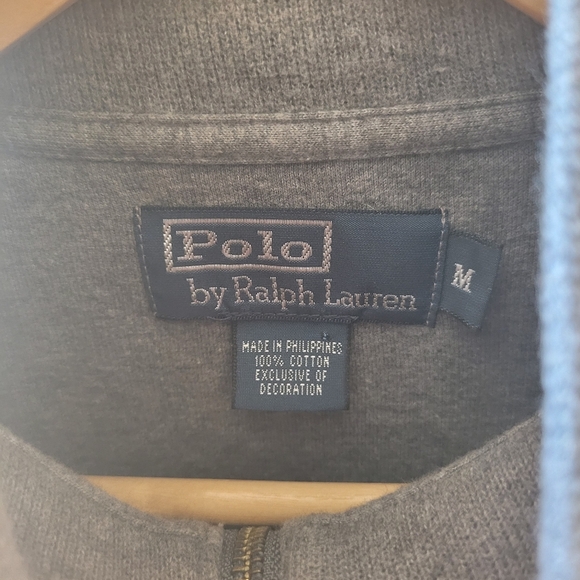 Polo
by Ralph Lauren
M
MADE IN PHILIPPINES
100% COTTON
EXCLUSIVE OF
DECORATION